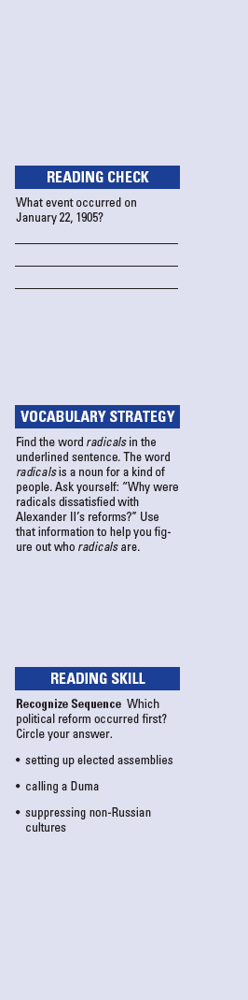 READING CHECK
What event occurred on
January 22, 1905?
VOCABULARY STRATEGY
Find the word radicals in the
underlined sentence. The word
radicals is a noun for a kind of
people. Ask yourself: “Why were
radicals dissatisfied with
Alexander II’s reforms?” Use
that information to help you fig-
ure out who radicals are.
READING SKILL
Recognize Sequence Which
political reform occurred first?
Circle your answer.
• setting up elected assemblies
• calling a Duma
• suppressing non-Russian
cultures